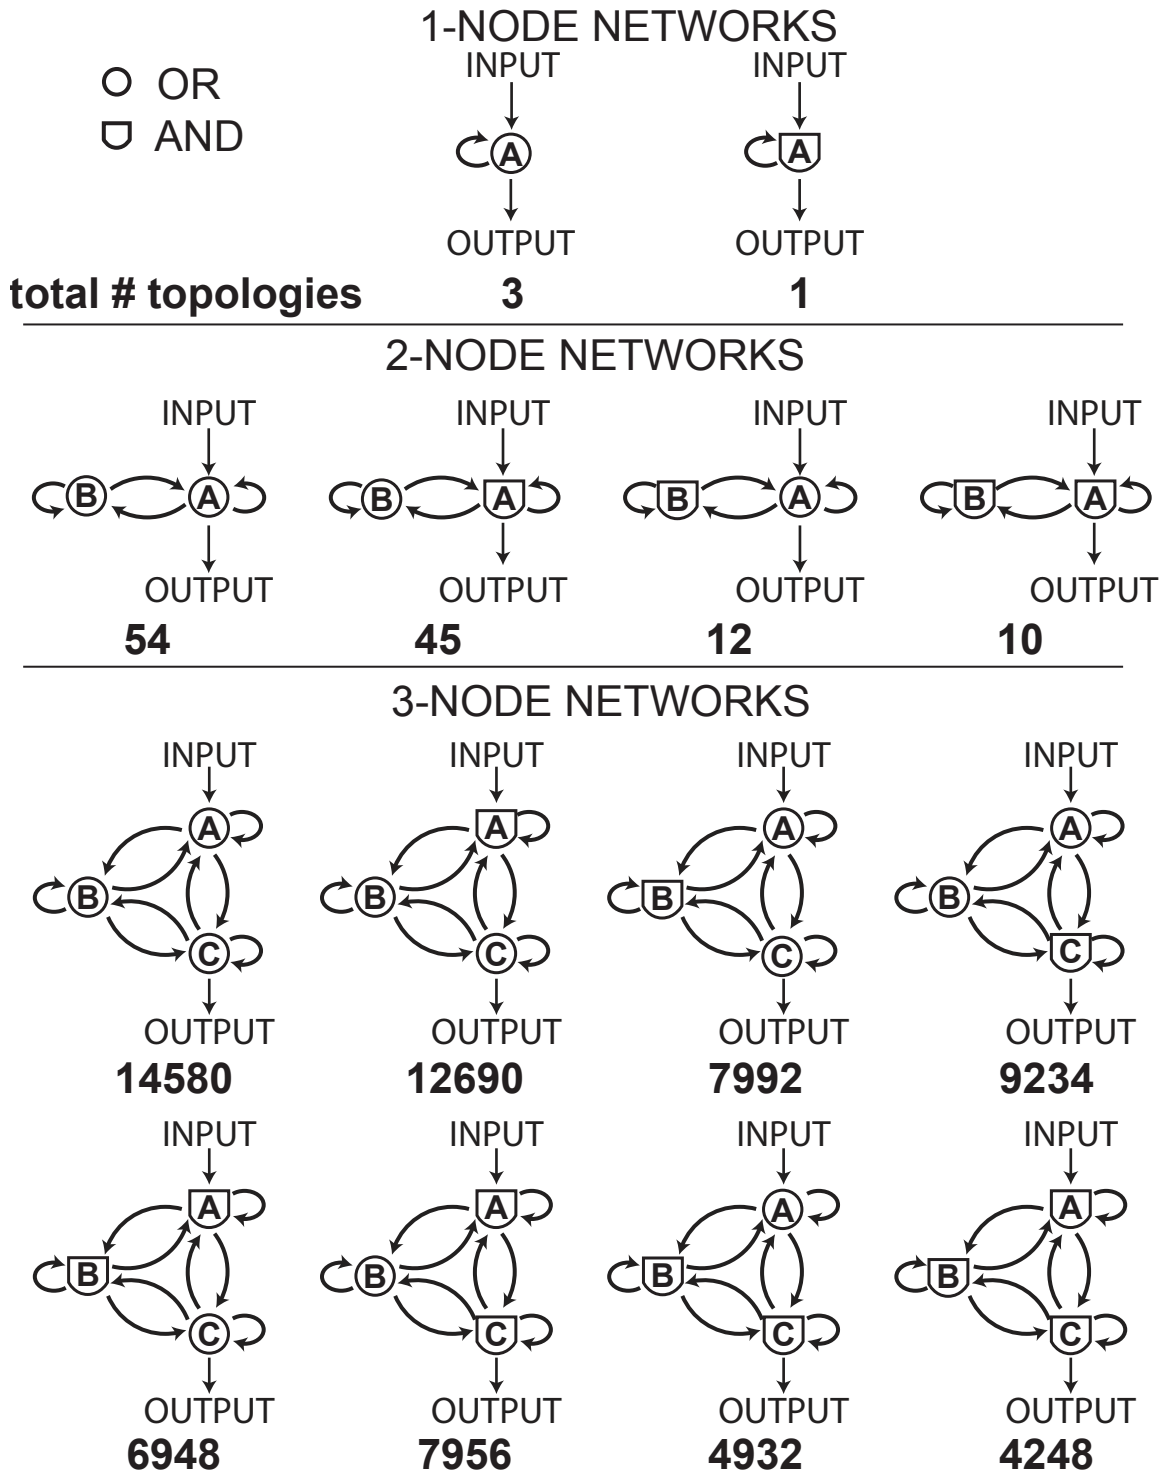 1-NODE NETWORKS
OR
AND
INPUT INPUT
A A
OUTPUT OUTPUT
total # topologies 3 1
2-NODE NETWORKS
INPUT INPUT INPUT INPUT
B A B A B A B A
OUTPUT OUTPUT OUTPUT OUTPUT
54 45 12 10
3-NODE NETWORKS
INPUT INPUT INPUT INPUT
A A A A
B B B B
C C C C
OUTPUT OUTPUT OUTPUT OUTPUT
14580 12690 7992 9234
INPUT INPUT INPUT INPUT
A A A A
B B B B
C C C C
OUTPUT OUTPUT OUTPUT OUTPUT
6948 7956 4932 4248